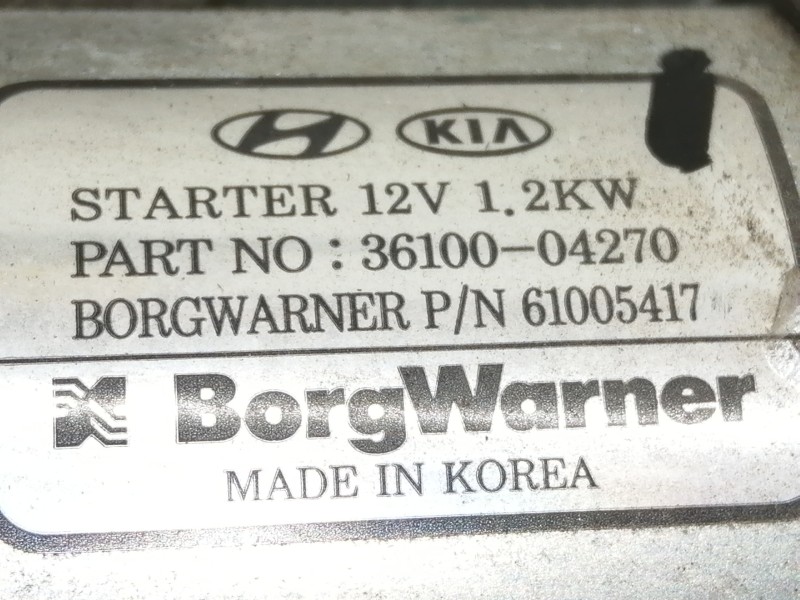 KIA
STARTER 12V 1.2KW
PART NO : 36100-04270
BORGWARNER P/N 61005417
BorgWarner
MADE IN KOREA